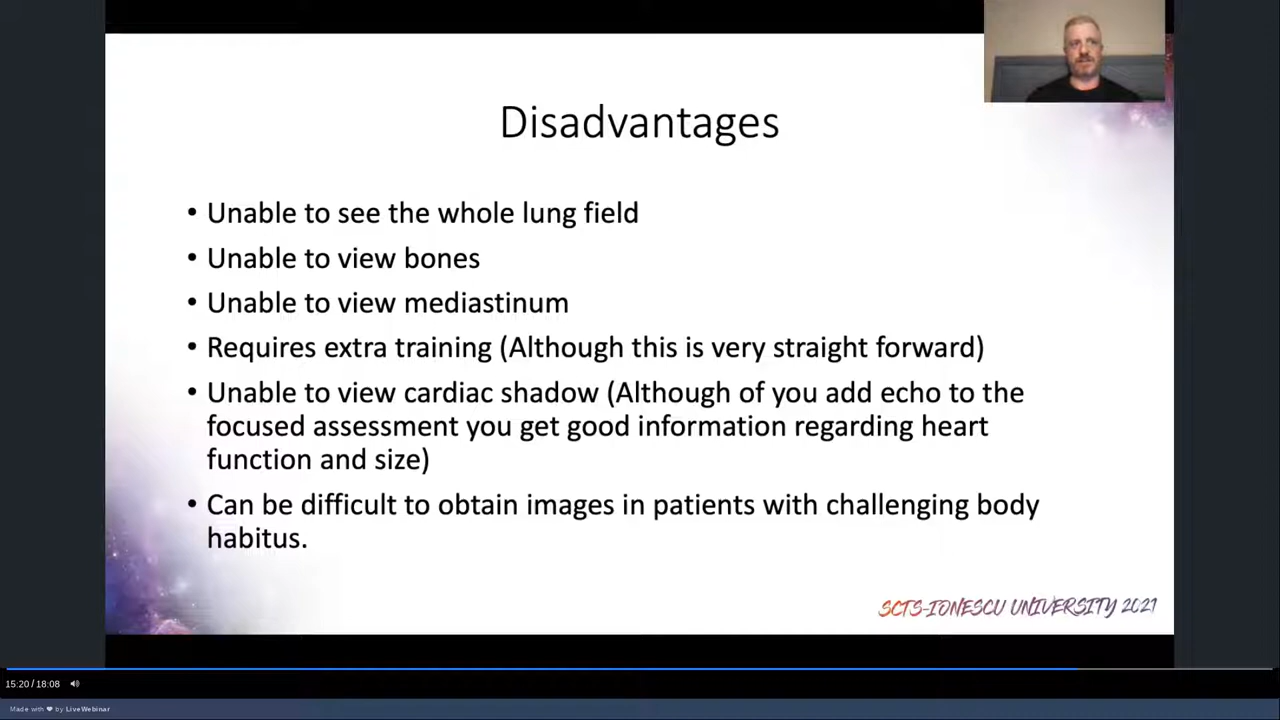 Disadvantages
• Unable to see the whole lung field
• Unable to view bones
• Unable to view mediastinum
• Requires extra training (Although this is very straight forward)
• Unable to view cardiac shadow (Although of you add echo to the
focused assessment you get good information regarding heart
function and size)
• Can be difficult to obtain images in patients with challenging body
habitus.
SCTS-IONESCU UNIVERSITY 2021
15:20 / 18:08
Made with ❤ by LiveWebinar